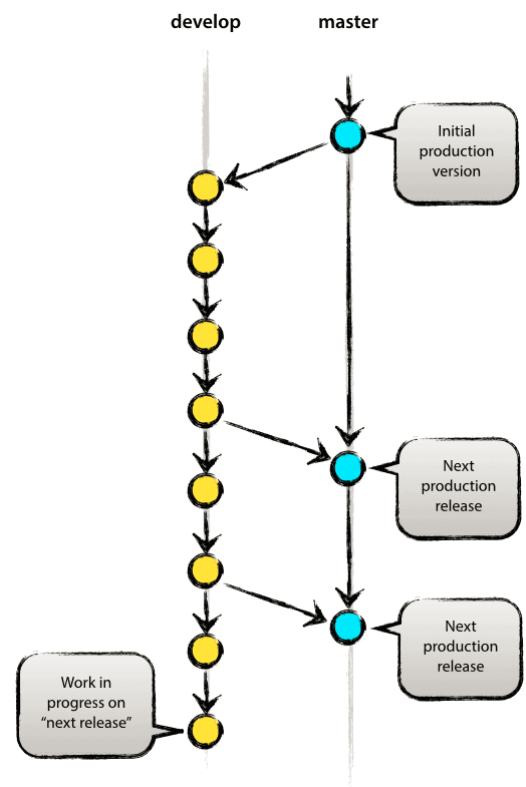 develop
master
Initial
production
version
Next
production
release
Next
production
release
Work in
progress on
“next release”